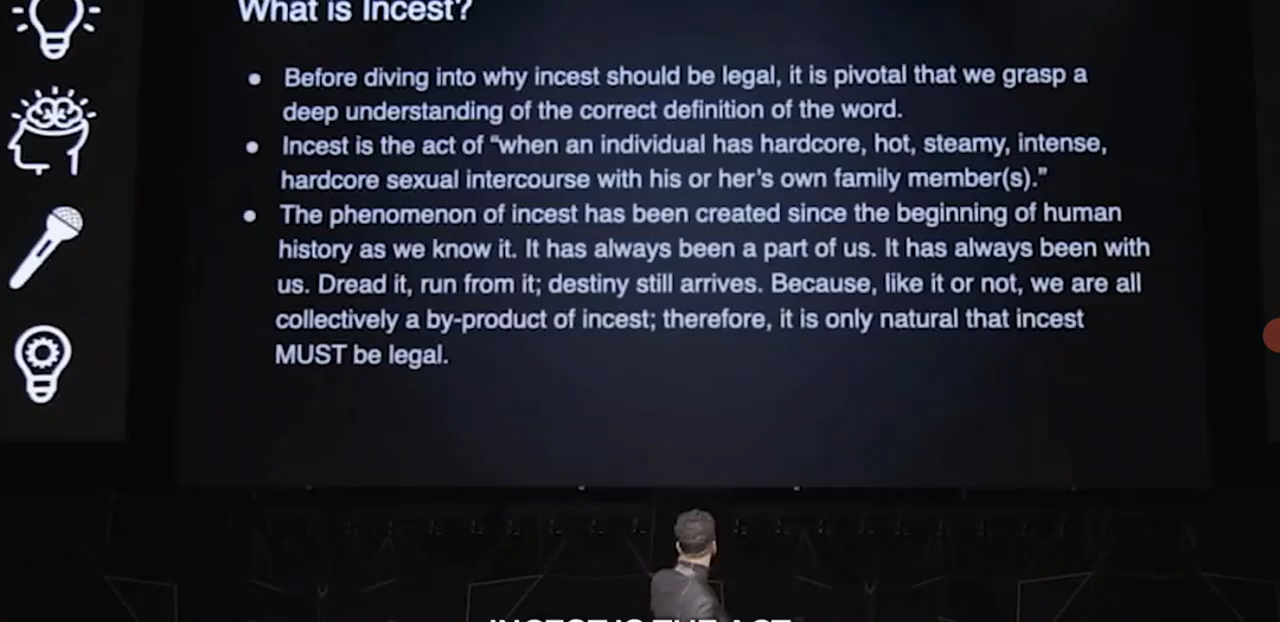 What is Incest?
Before diving into why incest should be legal, it is pivotal that we grasp a
deep understanding of the correct definition of the word.
Incest is the act of “when an individual has hardcore, hot, steamy, intense,
hardcore sexual intercourse with his or her’s own family member(s).”
The phenomenon of incest has been created since the beginning of human
history as we know it. It has always been a part of us. It has always been with
us. Dread it, run from it; destiny still arrives. Because, like it or not, we are all
collectively a by-product of incest; therefore, it is only natural that incest
MUST be legal.
INCEST IS THE ACT